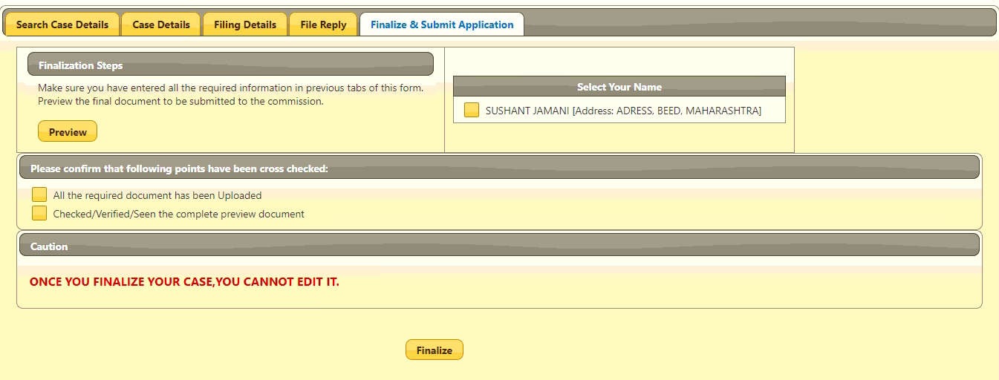 Search Case Details
Case Details
Filing Details
File Reply
Finalize & Submit Application
Finalization Steps
Make sure you have entered all the required information in previous tabs of this form.
Preview the final document to be submitted to the commission.
Preview
Select Your Name
SUSHANT JAMANI [Address: ADRESS, BEED, MAHARASHTRA]
Please confirm that following points have been cross checked:
All the required document has been Uploaded
Checked/Verified/Seen the complete preview document
Caution
ONCE YOU FINALIZE YOUR CASE,YOU CANNOT EDIT IT.
Finalize